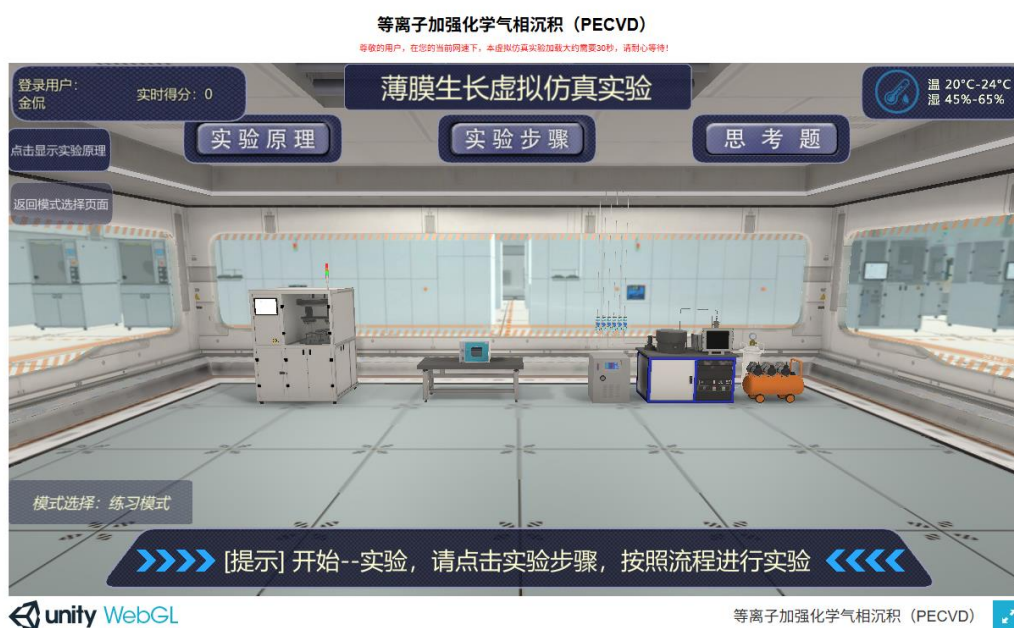 等离子加强化学气相沉积（PECVD）
尊敬的用户，在您的当前网速下，本虚拟仿真实验加载大约需要30秒，请耐心等待！
登录用户：
金侃
实时得分：0
薄膜生长虚拟仿真实验
温 20°C-24°C
湿 45%-65%
点击显示实验原理
实验原理
实验步骤
思考题
返回模式选择页面
模式选择：练习模式
[提示] 开始--实验，请点击实验步骤，按照流程进行实验
unity WebGL
等离子加强化学气相沉积（PECVD）